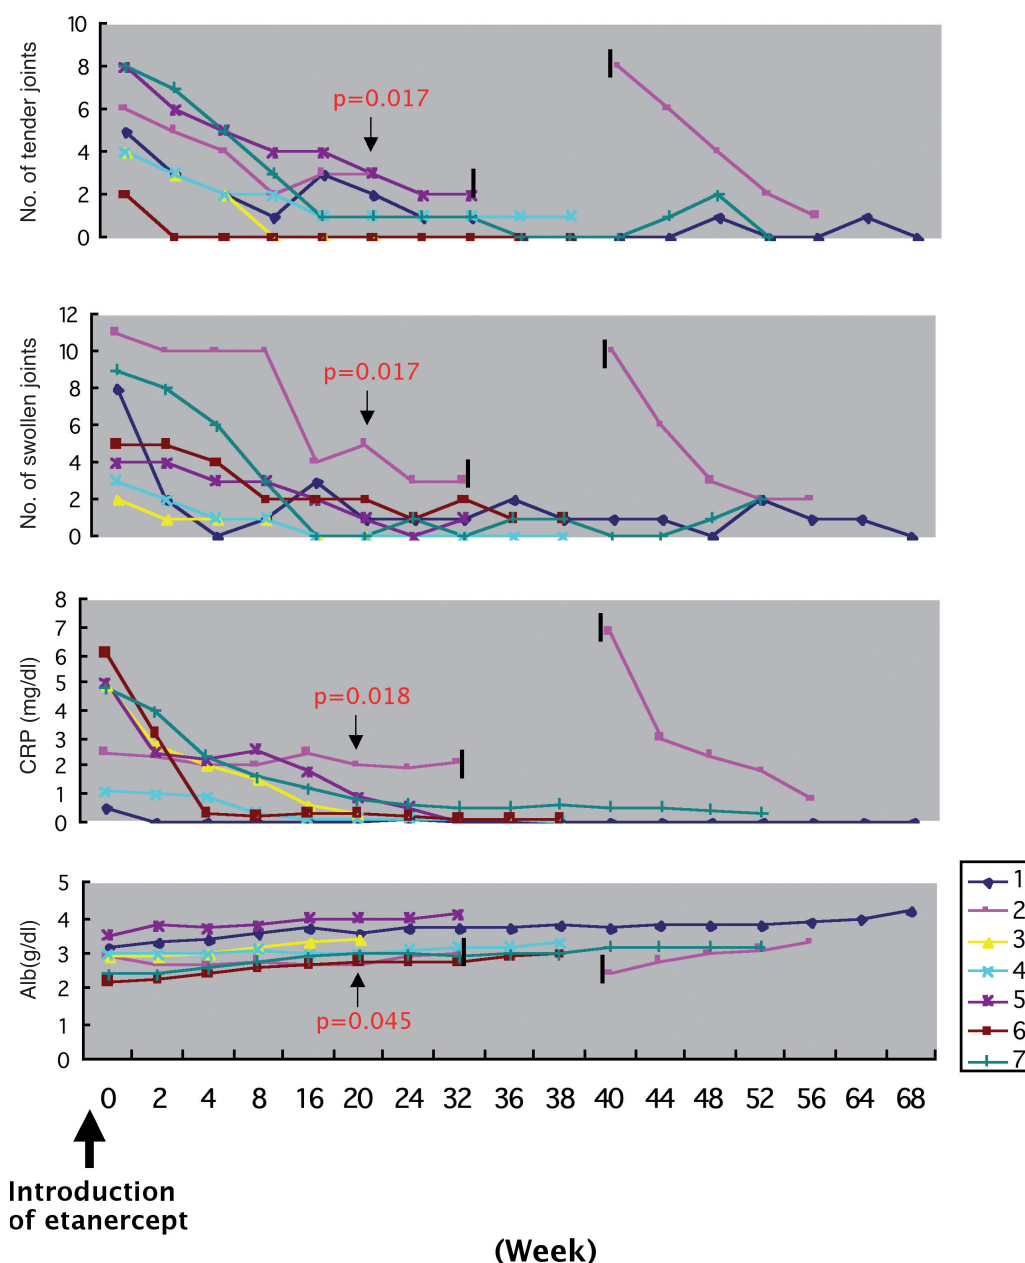 10
8
6
4
2
0
No. of tender joints
p=0.017
12
10
8
6
4
2
0
No. of swollen joints
p=0.017
8
7
6
5
4
3
2
1
0
CRP (mg/dl)
p=0.018
5
4
3
2
1
0
Alb(g/dl)
p=0.045
1
2
3
4
5
6
7
0 2 4 8 16 20 24 32 36 38 40 44 48 52 56 64 68
Introduction
of etanercept
(Week)